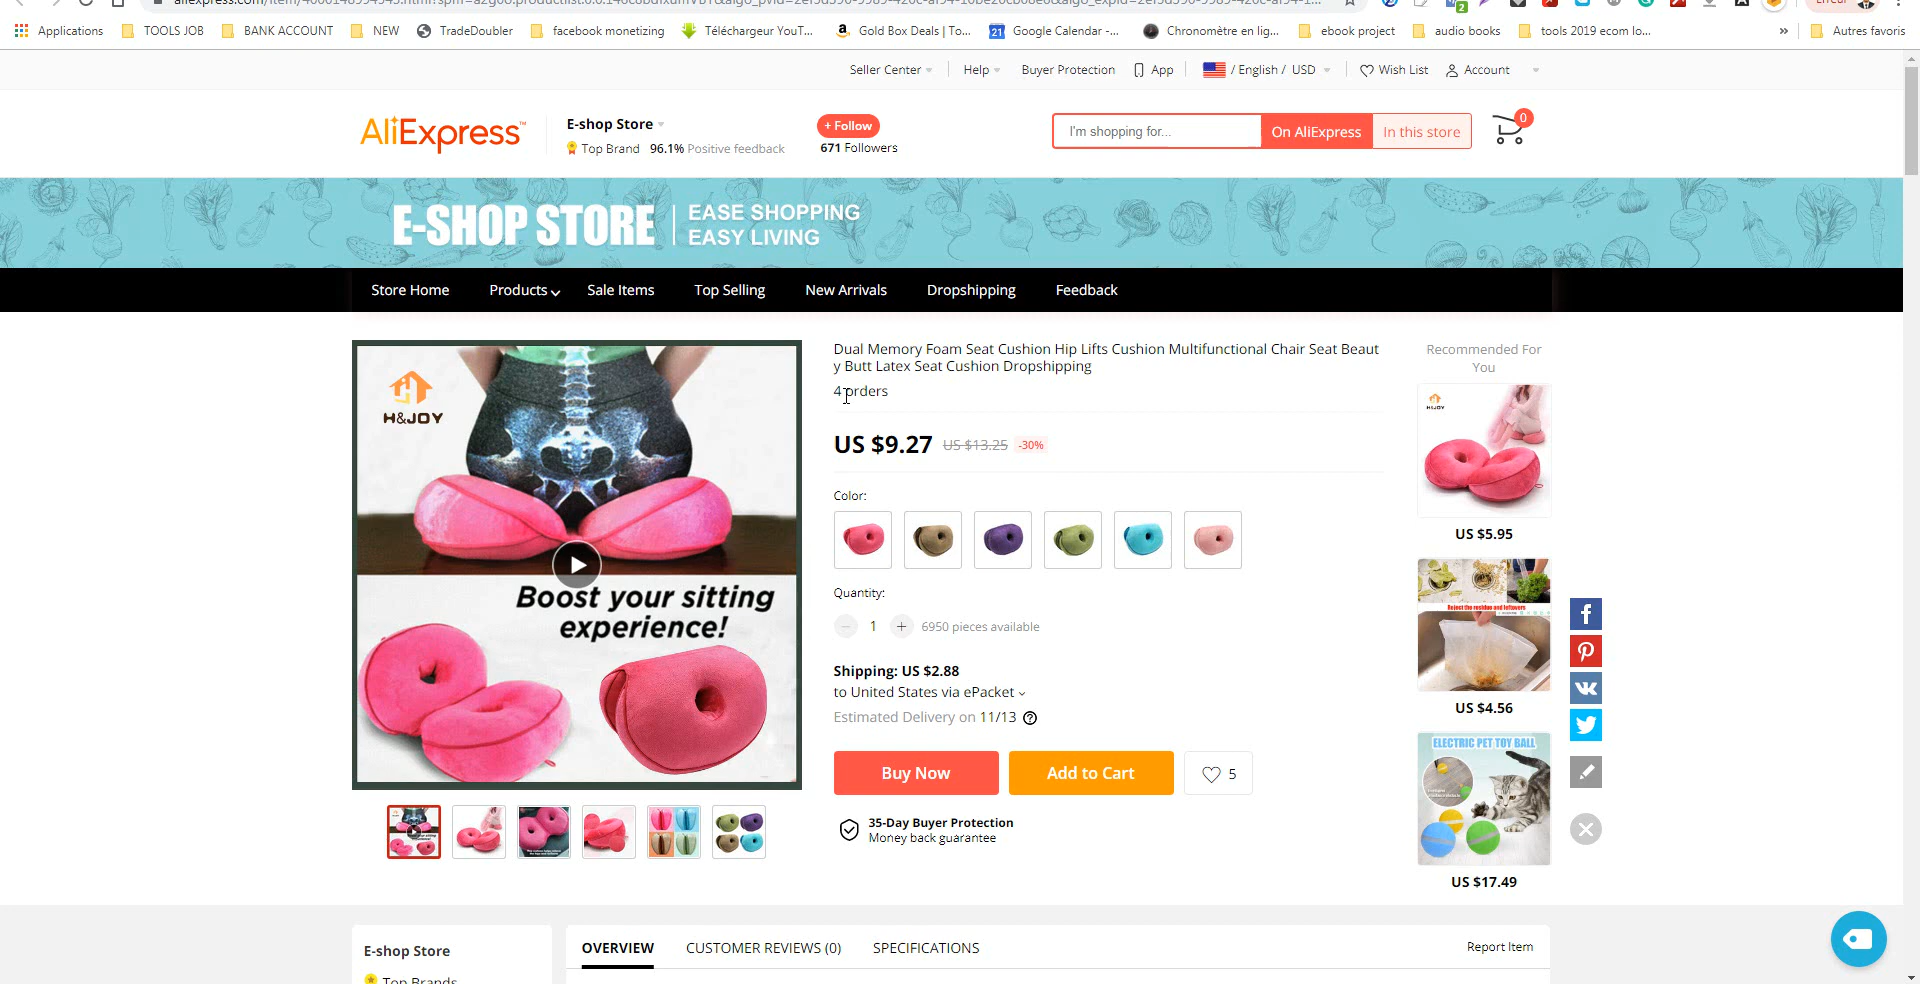 Applications
TOOLS JOB
BANK ACCOUNT
NEW
TradeDoubler
facebook monetizing
Téléchargeur YouT...
Gold Box Deals | To...
Google Calendar -...
Chronomètre en lig...
ebook project
audio books
tools 2019 ecom lo...
»
Autres favoris
Seller Center
Help
Buyer Protection
App
/ English / USD
Wish List
Account
AliExpress™
E-shop Store
Top Brand 96.1% Positive feedback
+ Follow
671 Followers
I'm shopping for...
On AliExpress
In this store
0
E-SHOP STORE
EASE SHOPPING
EASY LIVING
Store Home
Products
Sale Items
Top Selling
New Arrivals
Dropshipping
Feedback
H&JOY
Boost your sitting
experience!
Dual Memory Foam Seat Cushion Hip Lifts Cushion Multifunctional Chair Seat Beaut
y Butt Latex Seat Cushion Dropshipping
4 orders
US $9.27 US $13.25 -30%
Color:
Quantity:
1
6950 pieces available
Shipping: US $2.88
to United States via ePacket
Estimated Delivery on 11/13
Buy Now
Add to Cart
5
35-Day Buyer Protection
Money back guarantee
Recommended For
You
H&JOY
US $5.95
Reject the residue and leftovers
US $4.56
ELECTRIC PET TOY BALL
US $17.49
E-shop Store
Top Brands
OVERVIEW
CUSTOMER REVIEWS (0)
SPECIFICATIONS
Report Item